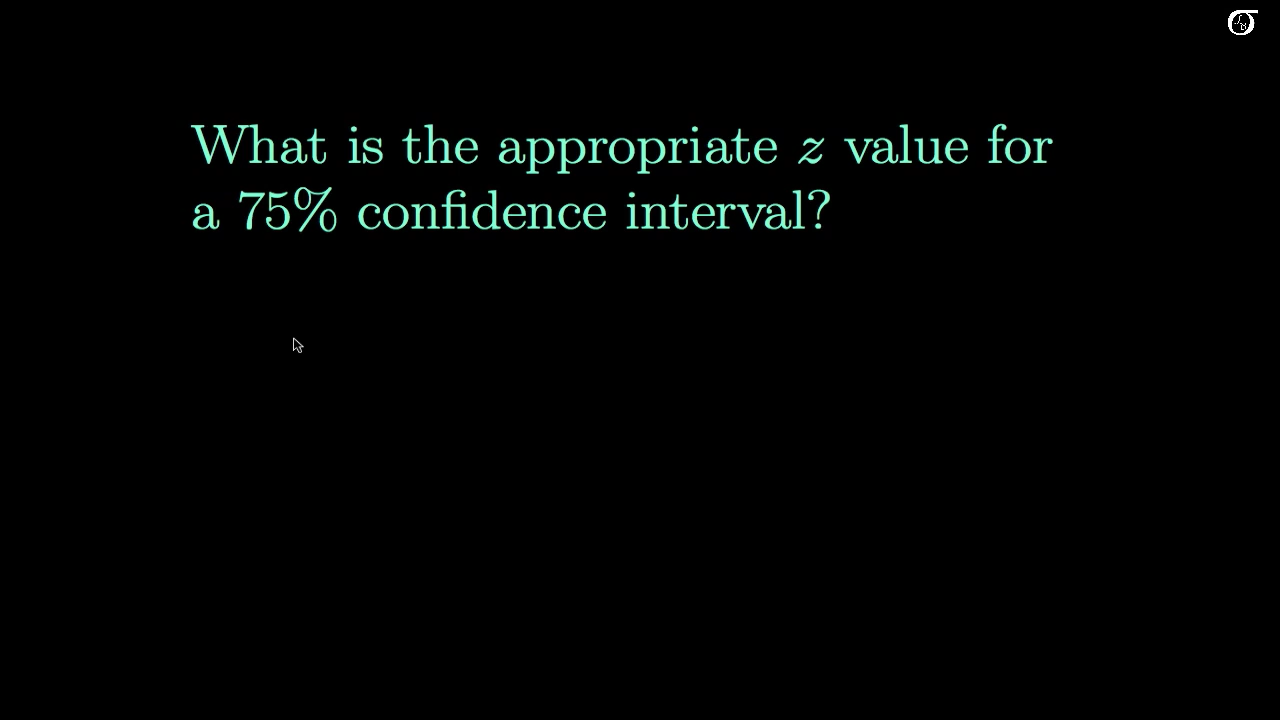 What is the appropriate z value for
a 75% confidence interval?